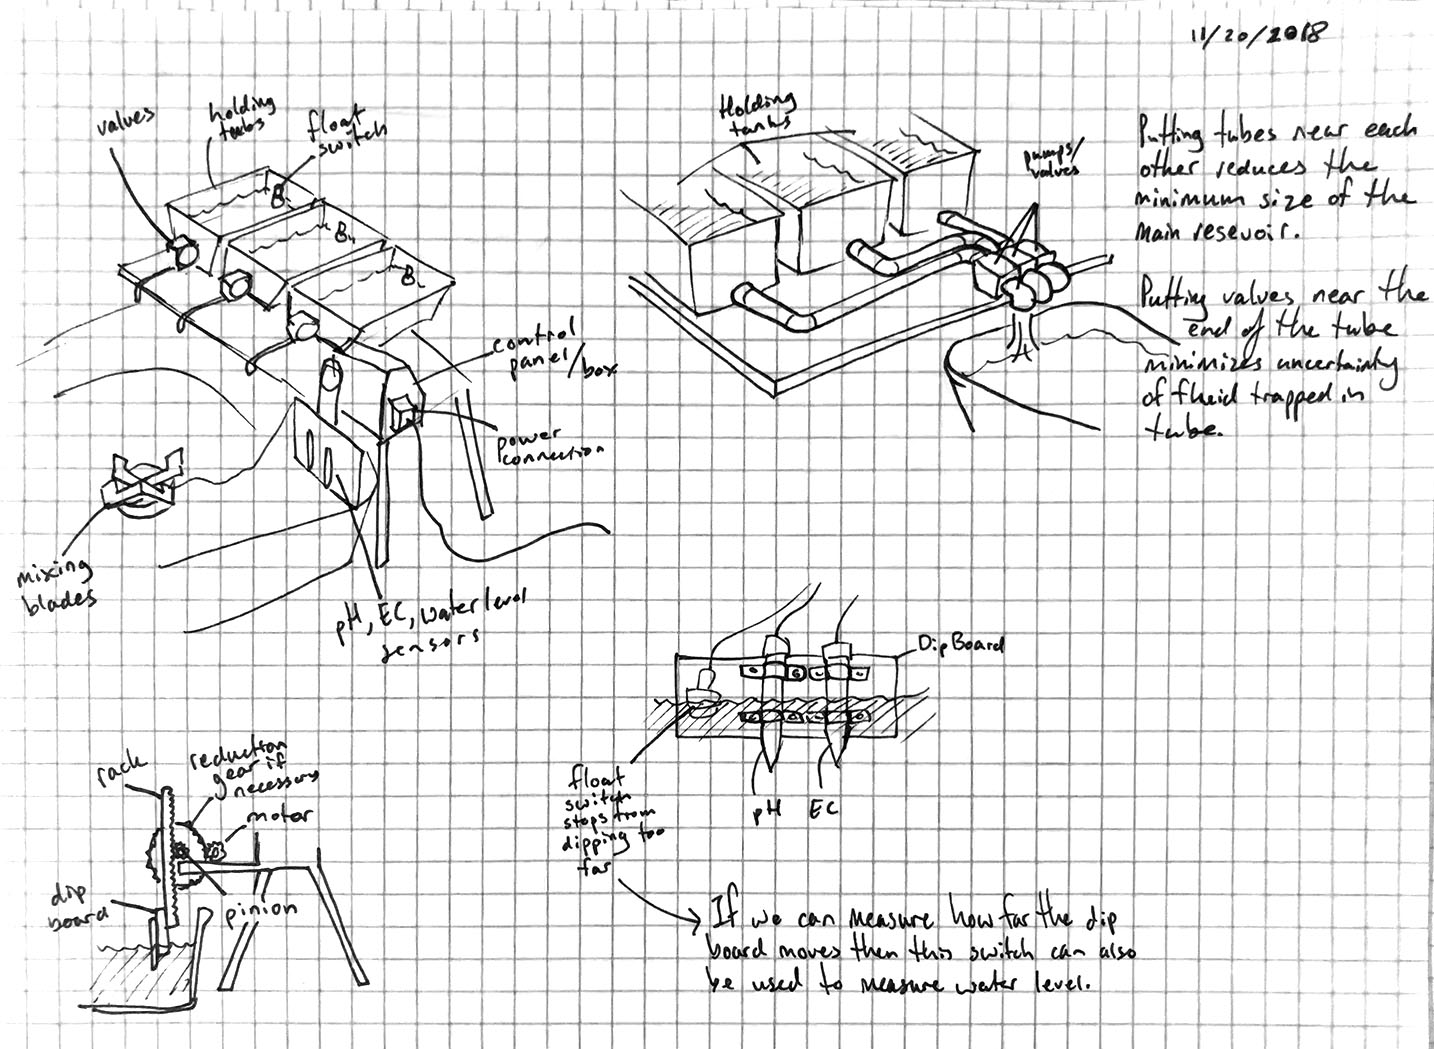 11/20/2018
valves
holding
tubs
float
switch
B
B
B
control
panel/box
power
connection
mixing
blades
pH, EC, water level
sensors
Holding
tanks
pumps/
valves
Putting tubes near each
other reduces the
minimum size of the
main resevoir.
Putting valves near the
end of the tube
minimizes uncertainty
of fluid trapped in
tube.
rack
reduction
gear if
necessary
motor
dip
board
pinion
Dip Board
float
switch
stops from
dipping too
far
pH
EC
If we can measure how far the dip
board moves then this switch can also
be used to measure water level.